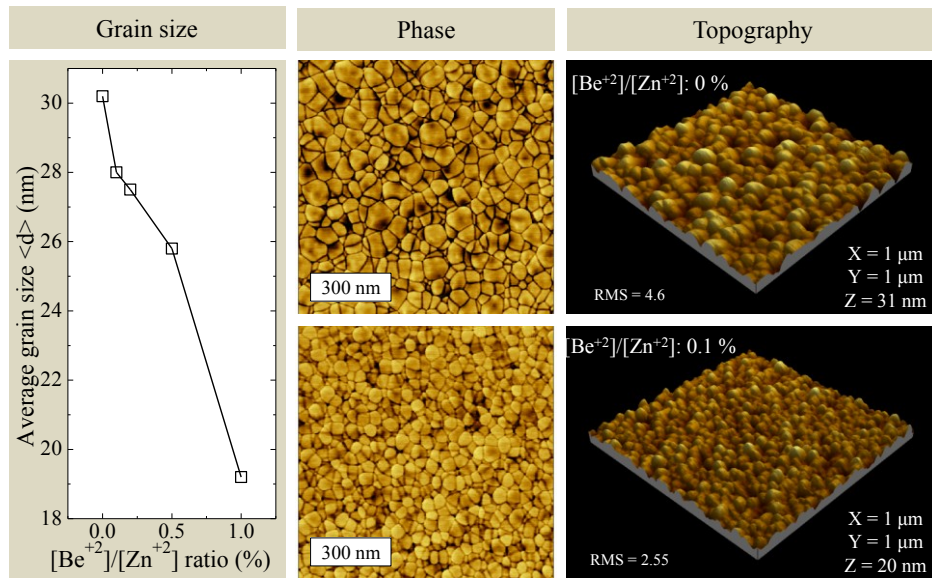 Grain size
Phase
Topography
Average grain size <d> (nm)
30
28
26
24
22
20
18
0.0
0.5
1.0
[Be⁺²]/[Zn⁺²] ratio (%)
300 nm
300 nm
[Be⁺²]/[Zn⁺²]: 0 %
RMS = 4.6
X = 1 μm
Y = 1 μm
Z = 31 nm
[Be⁺²]/[Zn⁺²]: 0.1 %
RMS = 2.55
X = 1 μm
Y = 1 μm
Z = 20 nm